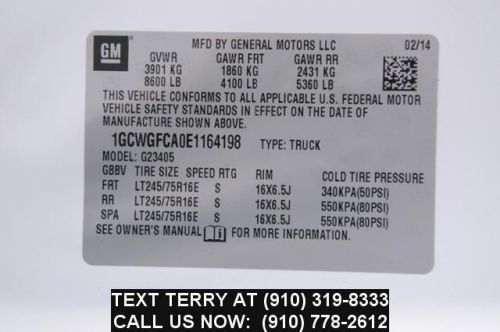 GM
MFD BY GENERAL MOTORS LLC 02/14
GVWR GAWR FRT GAWR RR
3901 KG 1860 KG 2431 KG
8600 LB 4100 LB 5360 LB
THIS VEHICLE CONFORMS TO ALL APPLICABLE U.S. FEDERAL MOTOR
VEHICLE SAFETY STANDARDS IN EFFECT ON THE DATE OF
MANUFACTURE SHOWN ABOVE.
1GCWGFCA0E1164198 TYPE: TRUCK
MODEL: G23405
GBBV TIRE SIZE SPEED RTG RIM COLD TIRE PRESSURE
FRT LT245/75R16E S 16X6.5J 340KPA(50PSI)
RR LT245/75R16E S 16X6.5J 550KPA(80PSI)
SPA LT245/75R16E S 16X6.5J 550KPA(80PSI)
SEE OWNER'S MANUAL FOR MORE INFORMATION
TEXT TERRY AT (910) 319-8333
CALL US NOW: (910) 778-2612